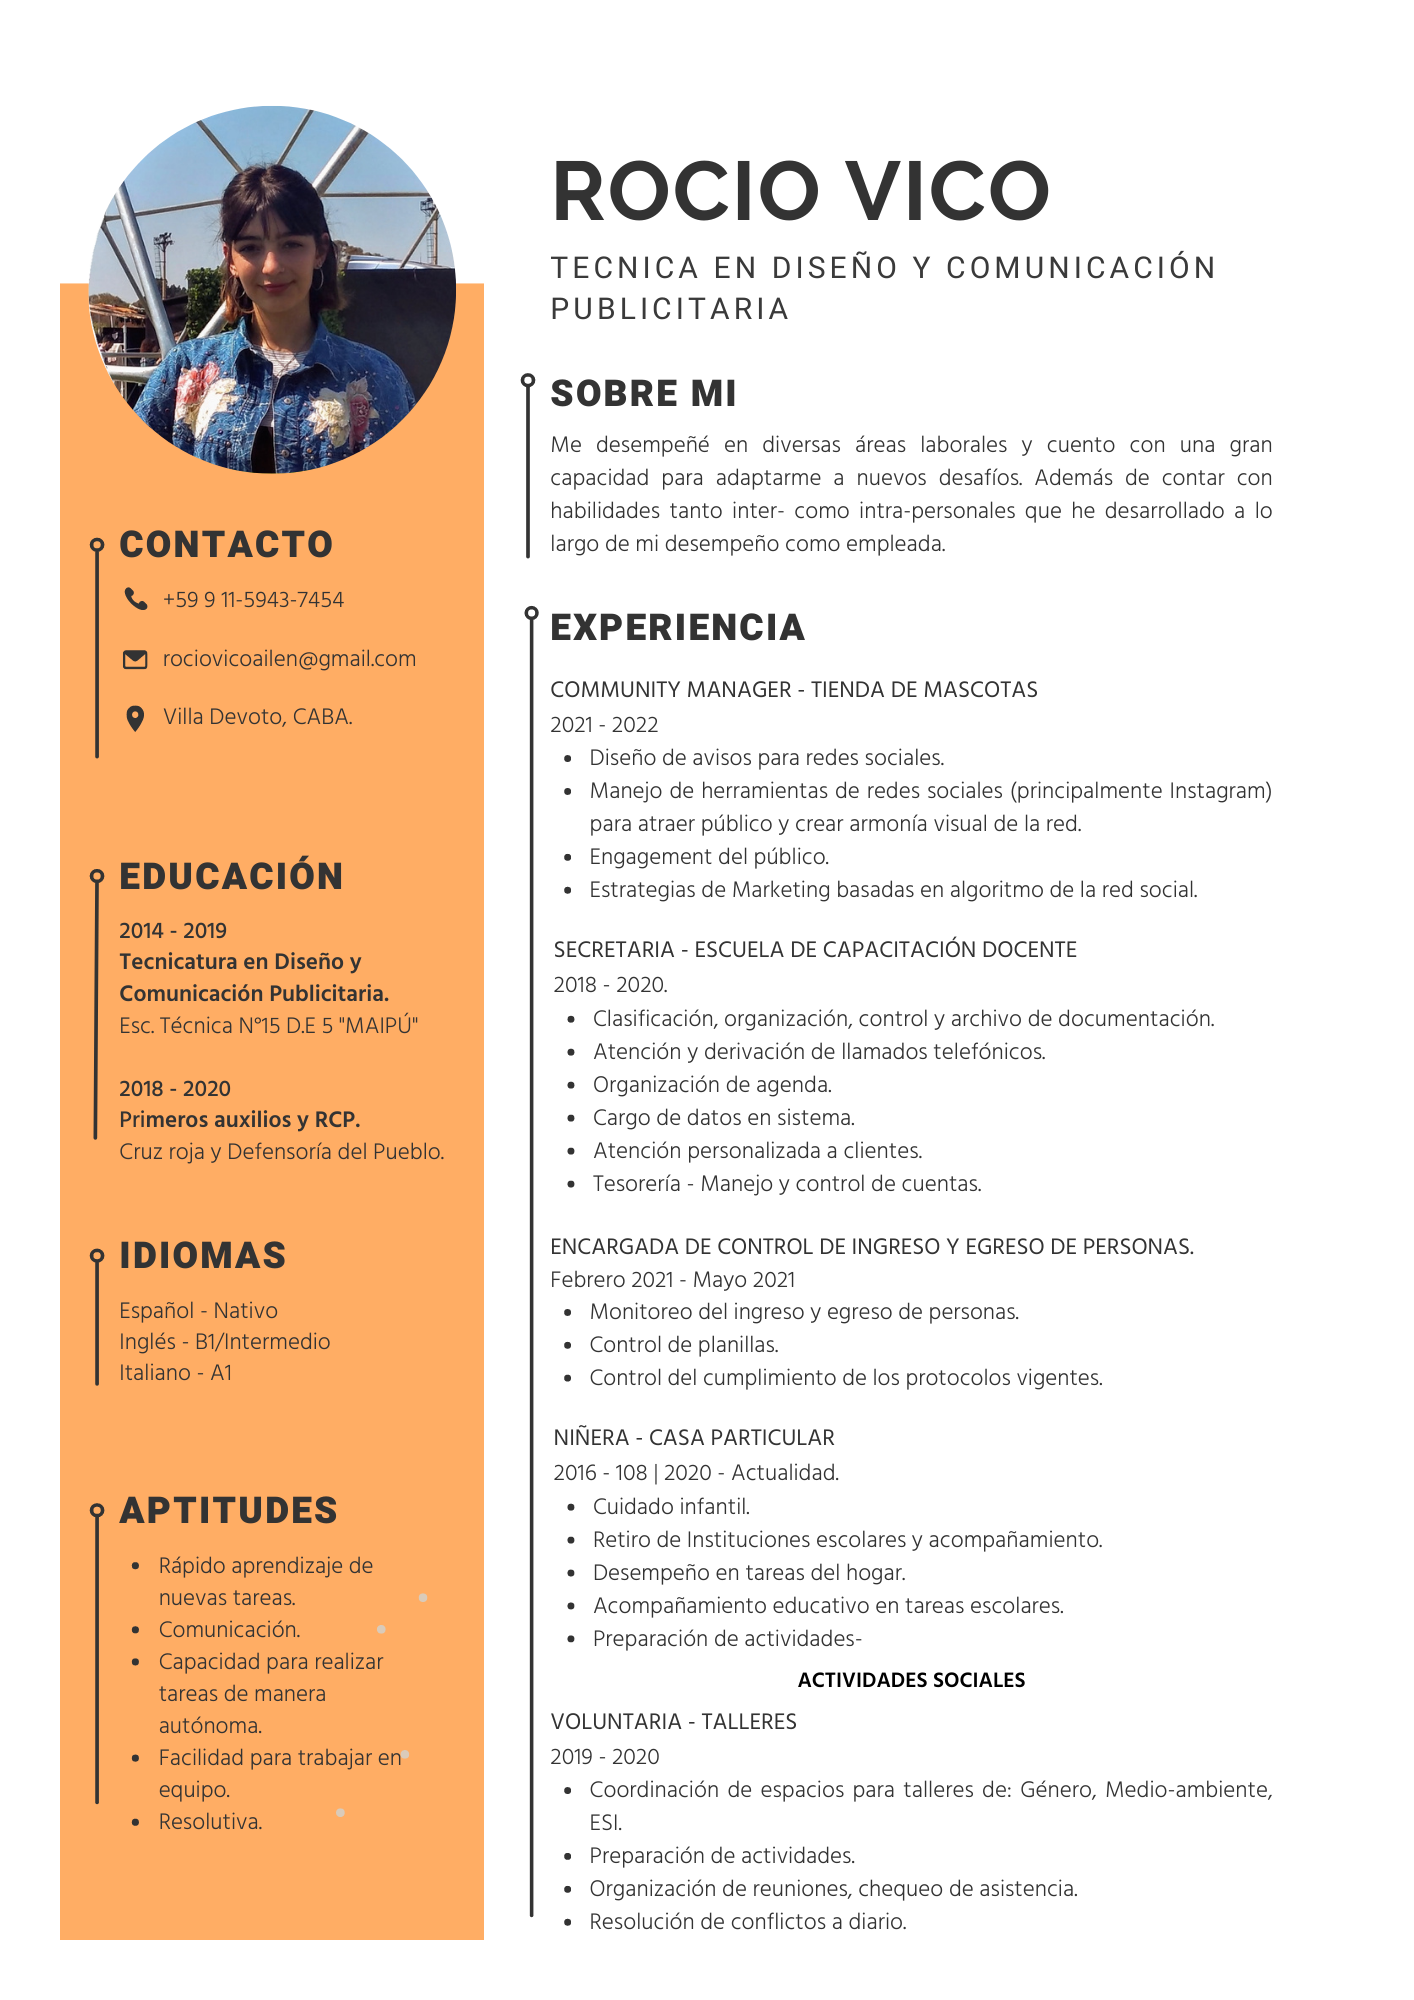 ROCIO VICO
TECNICA EN DISEÑO Y COMUNICACIÓN
PUBLICITARIA
CONTACTO
+59 9 11-5943-7454
rociovicoailen@gmail.com
Villa Devoto, CABA.
EDUCACIÓN
2014 - 2019
Tecnicatura en Diseño y
Comunicación Publicitaria.
Esc. Técnica N°15 D.E 5 "MAIPÚ"
2018 - 2020
Primeros auxilios y RCP.
Cruz roja y Defensoría del Pueblo.
IDIOMAS
Español - Nativo
Inglés - B1/Intermedio
Italiano - A1
APTITUDES
• Rápido aprendizaje de
nuevas tareas.
• Comunicación.
• Capacidad para realizar
tareas de manera
autónoma.
• Facilidad para trabajar en
equipo.
• Resolutiva.
SOBRE MI
Me desempeñé en diversas áreas laborales y cuento con una gran
capacidad para adaptarme a nuevos desafíos. Además de contar con
habilidades tanto inter- como intra-personales que he desarrollado a lo
largo de mi desempeño como empleada.
EXPERIENCIA
COMMUNITY MANAGER - TIENDA DE MASCOTAS
2021 - 2022
• Diseño de avisos para redes sociales.
• Manejo de herramientas de redes sociales (principalmente Instagram)
para atraer público y crear armonía visual de la red.
• Engagement del público.
• Estrategias de Marketing basadas en algoritmo de la red social.
SECRETARIA - ESCUELA DE CAPACITACIÓN DOCENTE
2018 - 2020.
• Clasificación, organización, control y archivo de documentación.
• Atención y derivación de llamados telefónicos.
• Organización de agenda.
• Cargo de datos en sistema.
• Atención personalizada a clientes.
• Tesorería - Manejo y control de cuentas.
ENCARGADA DE CONTROL DE INGRESO Y EGRESO DE PERSONAS.
Febrero 2021 - Mayo 2021
• Monitoreo del ingreso y egreso de personas.
• Control de planillas.
• Control del cumplimiento de los protocolos vigentes.
NIÑERA - CASA PARTICULAR
2016 - 108 | 2020 - Actualidad.
• Cuidado infantil.
• Retiro de Instituciones escolares y acompañamiento.
• Desempeño en tareas del hogar.
• Acompañamiento educativo en tareas escolares.
• Preparación de actividades-
ACTIVIDADES SOCIALES
VOLUNTARIA - TALLERES
2019 - 2020
• Coordinación de espacios para talleres de: Género, Medio-ambiente,
ESI.
• Preparación de actividades.
• Organización de reuniones, chequeo de asistencia.
• Resolución de conflictos a diario.